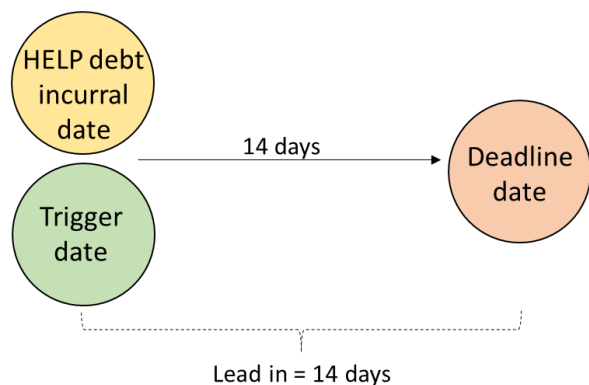 HELP debt
incurral
date
14 days
Deadline
date
Trigger
date
Lead in = 14 days